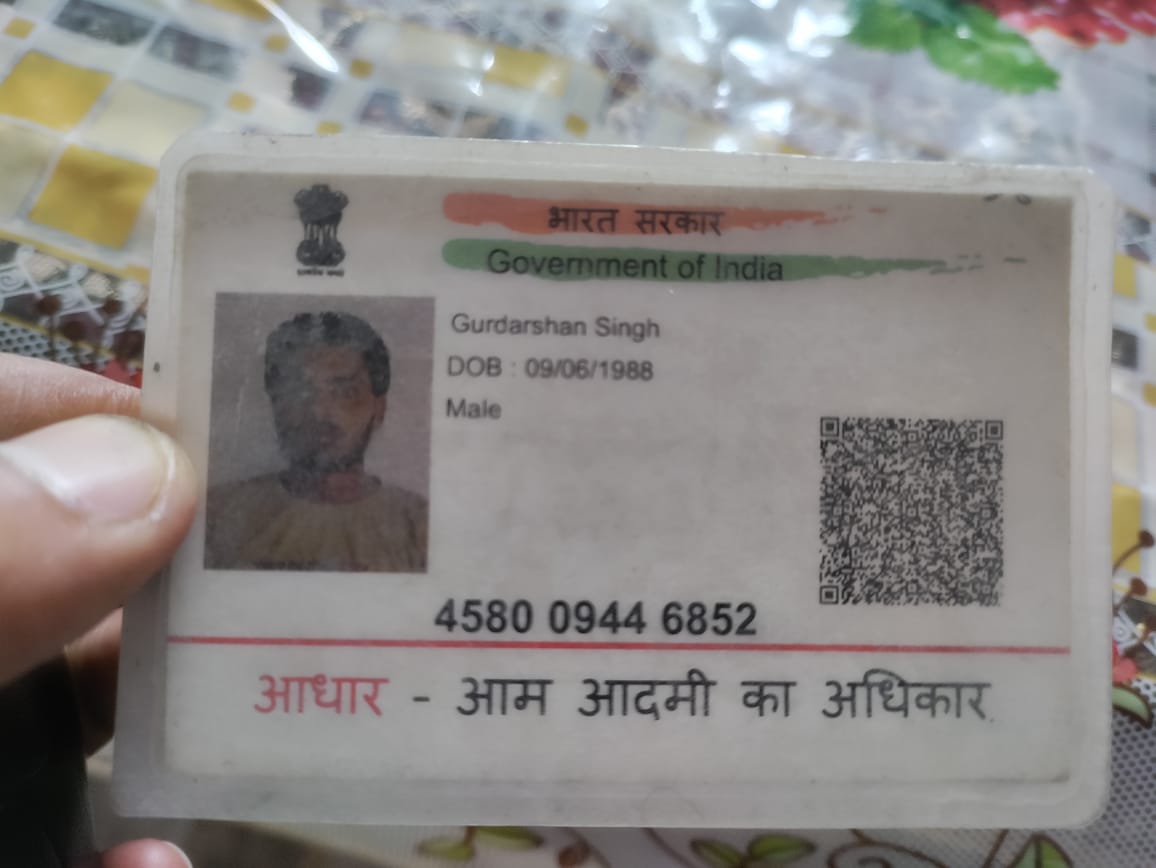 भारत सरकार
Government of India
Gurdarshan Singh
DOB : 09/06/1988
Male
4580 0944 6852
आधार - आम आदमी का अधिकार